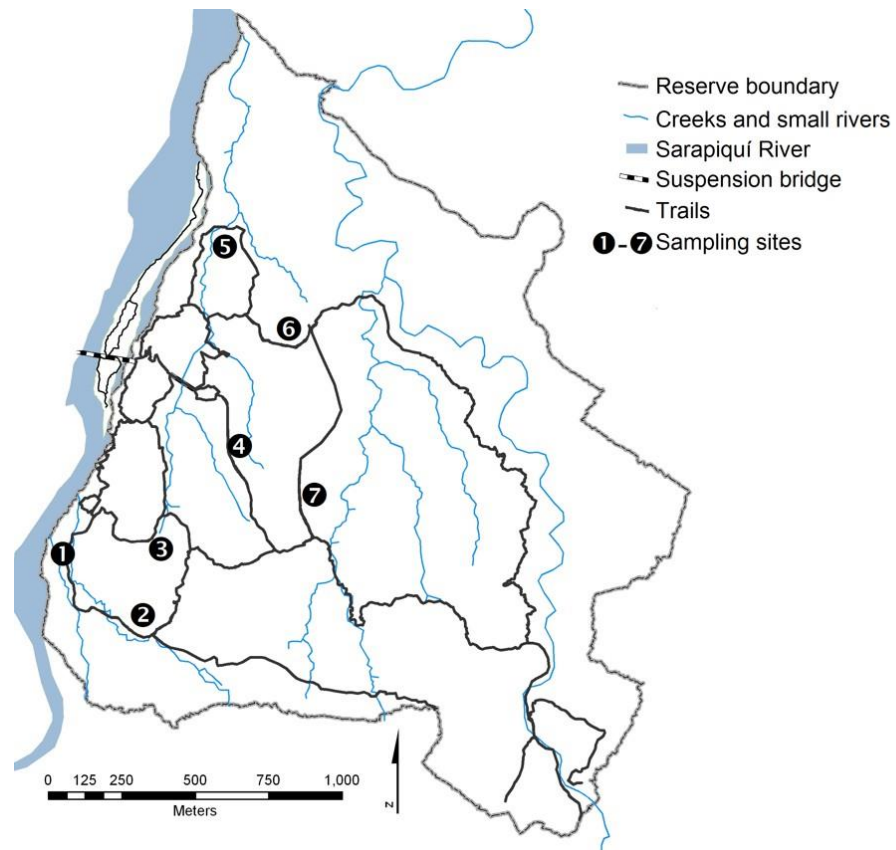 Reserve boundary
Creeks and small rivers
Sarapiquí River
Suspension bridge
Trails
1 - 7 Sampling sites
5
6
4
7
1
3
2
0 125 250 500 750 1,000
Meters
z